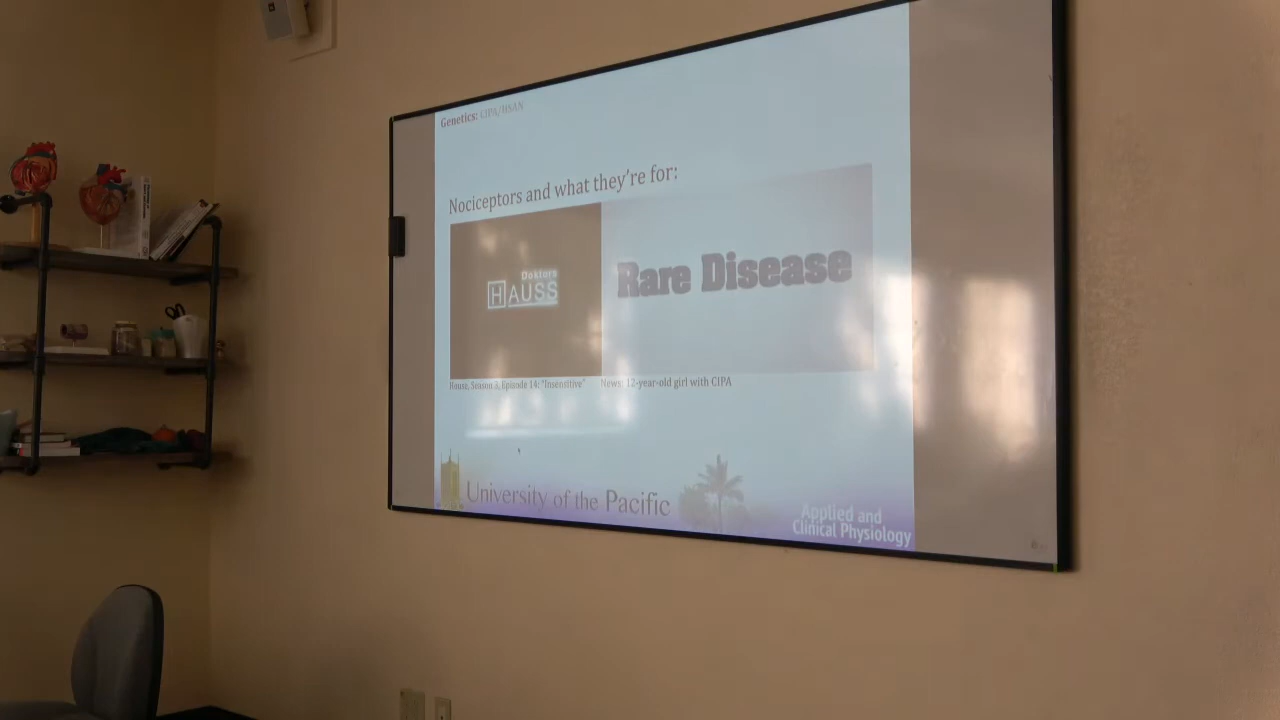 Genetics: CIPA/HSAN
Nociceptors and what they're for:
Doktors
HAUSS
Rare Disease
House, Season 3, Episode 14: "Insensitive"
News: 12-year-old girl with CIPA
University of the Pacific
Applied and
Clinical Physiology